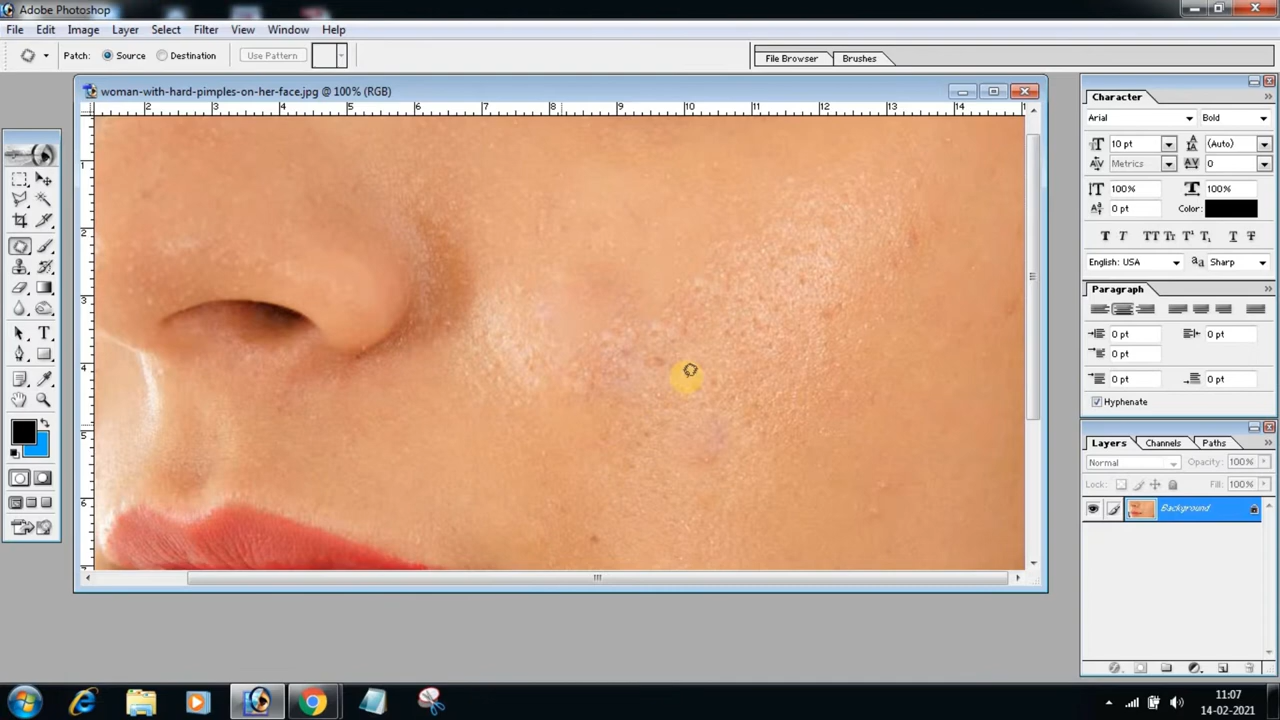 Adobe Photoshop
File Edit Image Layer Select Filter View Window Help
Patch: Source Destination Use Pattern File Browser Brushes
woman-with-hard-pimples-on-her-face.jpg @ 100% (RGB)
2 3 4 5 6 7 8 9 10 11 12 13 14
1
2
3
4
5
6
Character
Arial Bold
10 pt (Auto)
Metrics 0
100% 100%
0 pt Color:
T T TT Tr T¹ T₁ T T
English: USA aa Sharp
Paragraph
0 pt 0 pt
0 pt
0 pt 0 pt
Hyphenate
Layers Channels Paths
Normal Opacity: 100%
Lock: Fill: 100%
Background
11:07
14-02-2021